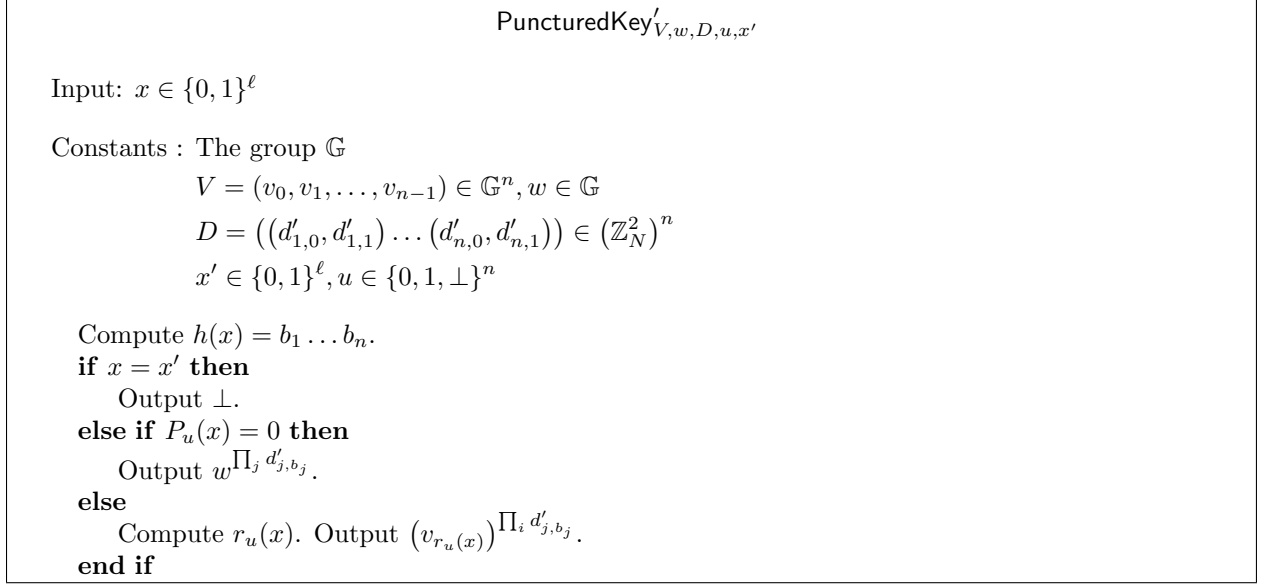 PuncturedKey′_{V,w,D,u,x′}
Input: x ∈ {0, 1}^ℓ
Constants : The group 𝔾
V = (v_0, v_1, . . . , v_{n−1}) ∈ 𝔾^n, w ∈ 𝔾
D = ((d′_{1,0}, d′_{1,1}) . . . (d′_{n,0}, d′_{n,1})) ∈ (ℤ_N^2)^n
x′ ∈ {0, 1}^ℓ, u ∈ {0, 1, ⊥}^n
Compute h(x) = b_1 . . . b_n.
if x = x′ then
Output ⊥.
else if P_u(x) = 0 then
Output w^{∏_j d′_{j,b_j}}.
else
Compute r_u(x). Output (v_{r_u(x)})^{∏_i d′_{j,b_j}}.
end if